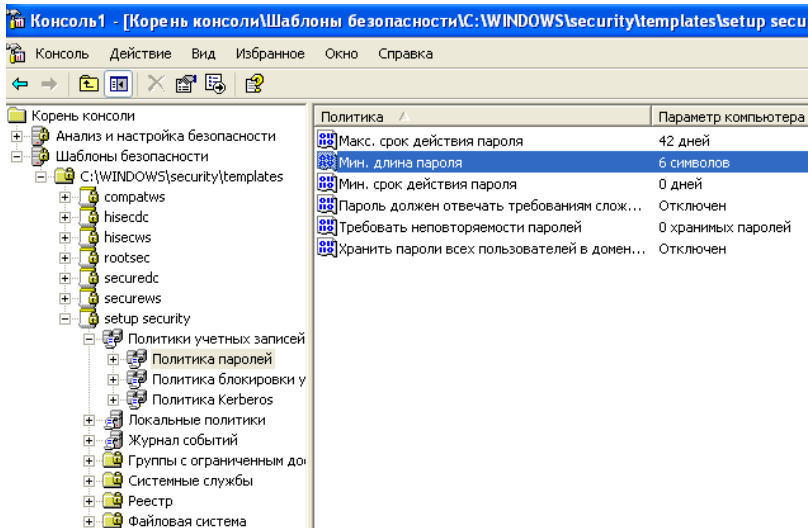 Консоль1 - [Корень консоли\Шаблоны безопасности\C:\WINDOWS\security\templates\setup secu
Консоль Действие Вид Избранное Окно Справка
Корень консоли
Анализ и настройка безопасности
Шаблоны безопасности
C:\WINDOWS\security\templates
compatws
hisecdc
hisecws
rootsec
securedc
securews
setup security
Политики учетных записей
Политика паролей
Политика блокировки у
Политика Kerberos
Локальные политики
Журнал событий
Группы с ограниченным до
Системные службы
Реестр
Файловая система
Политика Параметр компьютера
Макс. срок действия пароля 42 дней
Мин. длина пароля 6 символов
Мин. срок действия пароля 0 дней
Пароль должен отвечать требованиям слож... Отключен
Требовать неповторяемости паролей 0 хранимых паролей
Хранить пароли всех пользователей в домен... Отключен